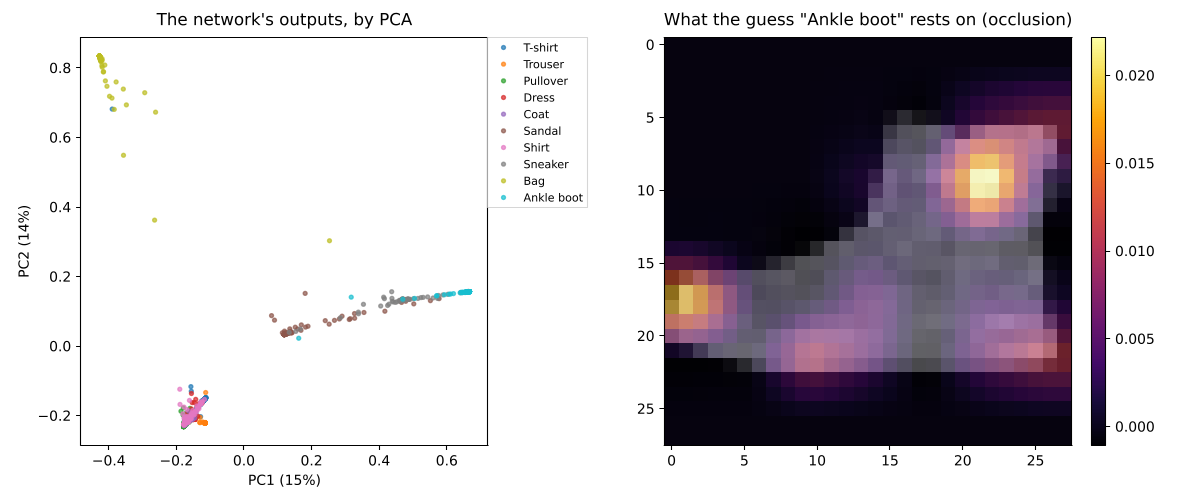 The network's outputs, by PCA
0.8
0.6
0.4
0.2
0.0
−0.2
−0.4
−0.2
0.0
0.2
0.4
0.6
PC1 (15%)
PC2 (14%)
T-shirt
Trouser
Pullover
Dress
Coat
Sandal
Shirt
Sneaker
Bag
Ankle boot
What the guess "Ankle boot" rests on (occlusion)
0
5
10
15
20
25
0
5
10
15
20
25
0.020
0.015
0.010
0.005
0.000